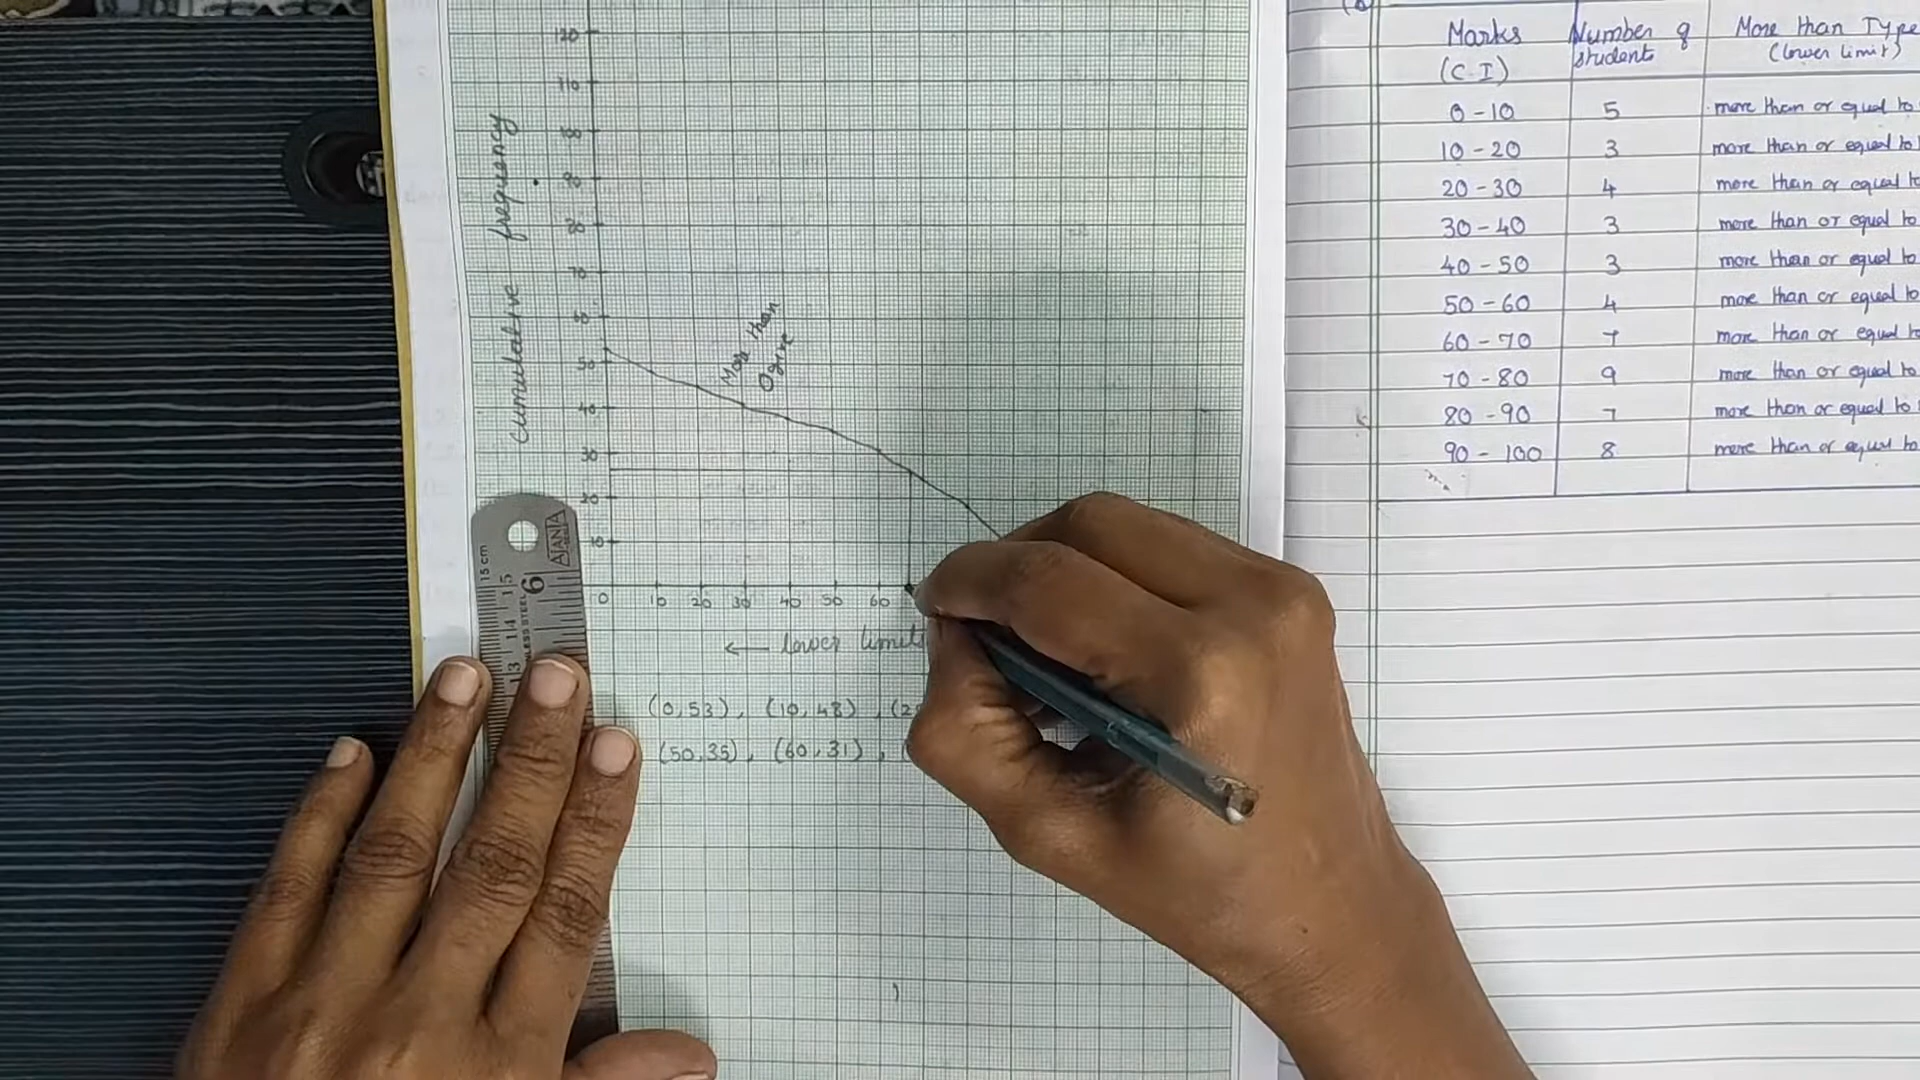 120
110
100
90
80
70
60
50
40
30
20
10
cumulative frequency
More than
Ogive
0 10 20 30 40 50 60
← lower limit
(0,53), (10,48), (2
(50,35), (60,31), (
15 cm
15
14
13
6
AJANTA
Marks Number of More than Type
(C.I) students (lower limit)
0-10 5 more than or equal to
10-20 3 more than or equal to
20-30 4 more than or equal to
30-40 3 more than or equal to
40-50 3 more than or equal to
50-60 4 more than or equal to
60-70 7 more than or equal to
70-80 9 more than or equal to
80-90 7 more than or equal to
90-100 8 more than or equal to